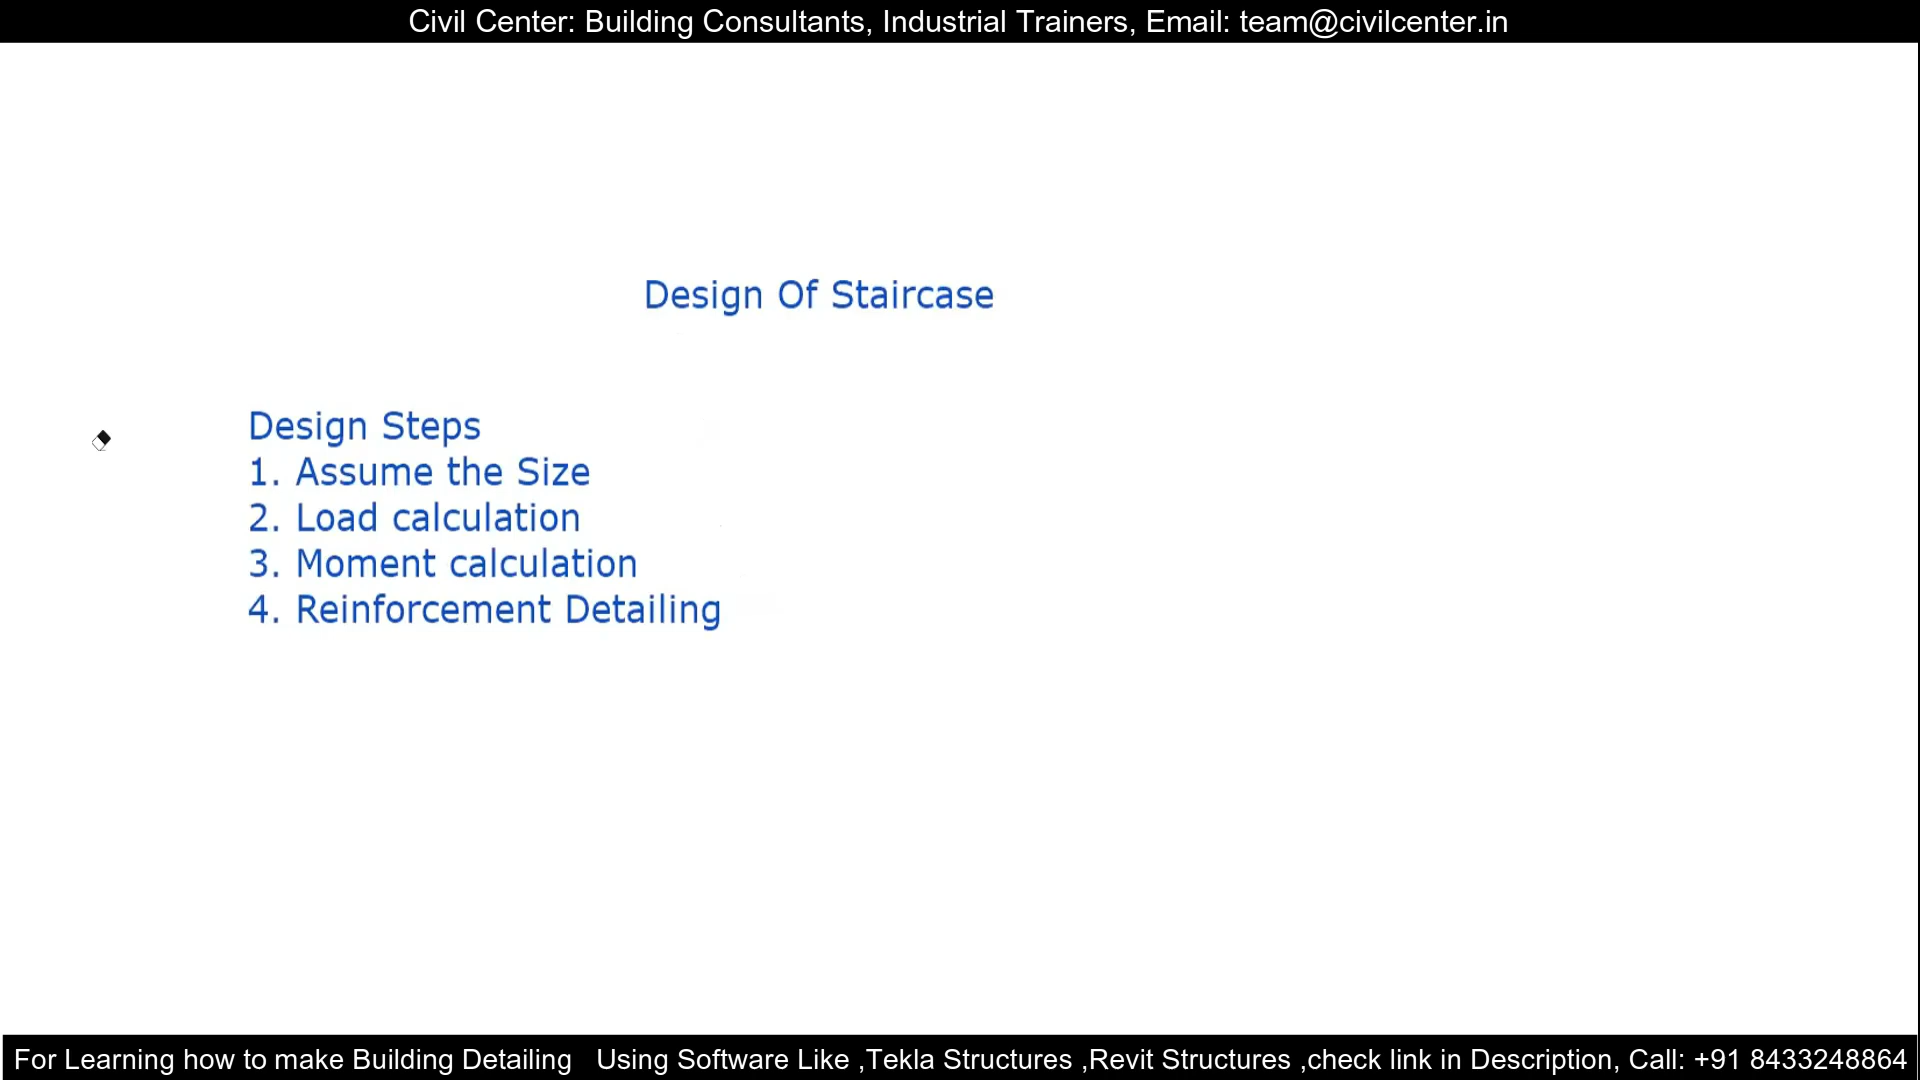 Civil Center: Building Consultants, Industrial Trainers, Email: team@civilcenter.in
Design Of Staircase
Design Steps
1. Assume the Size
2. Load calculation
3. Moment calculation
4. Reinforcement Detailing
For Learning how to make Building Detailing   Using Software Like ,Tekla Structures ,Revit Structures ,check link in Description, Call: +91 8433248864